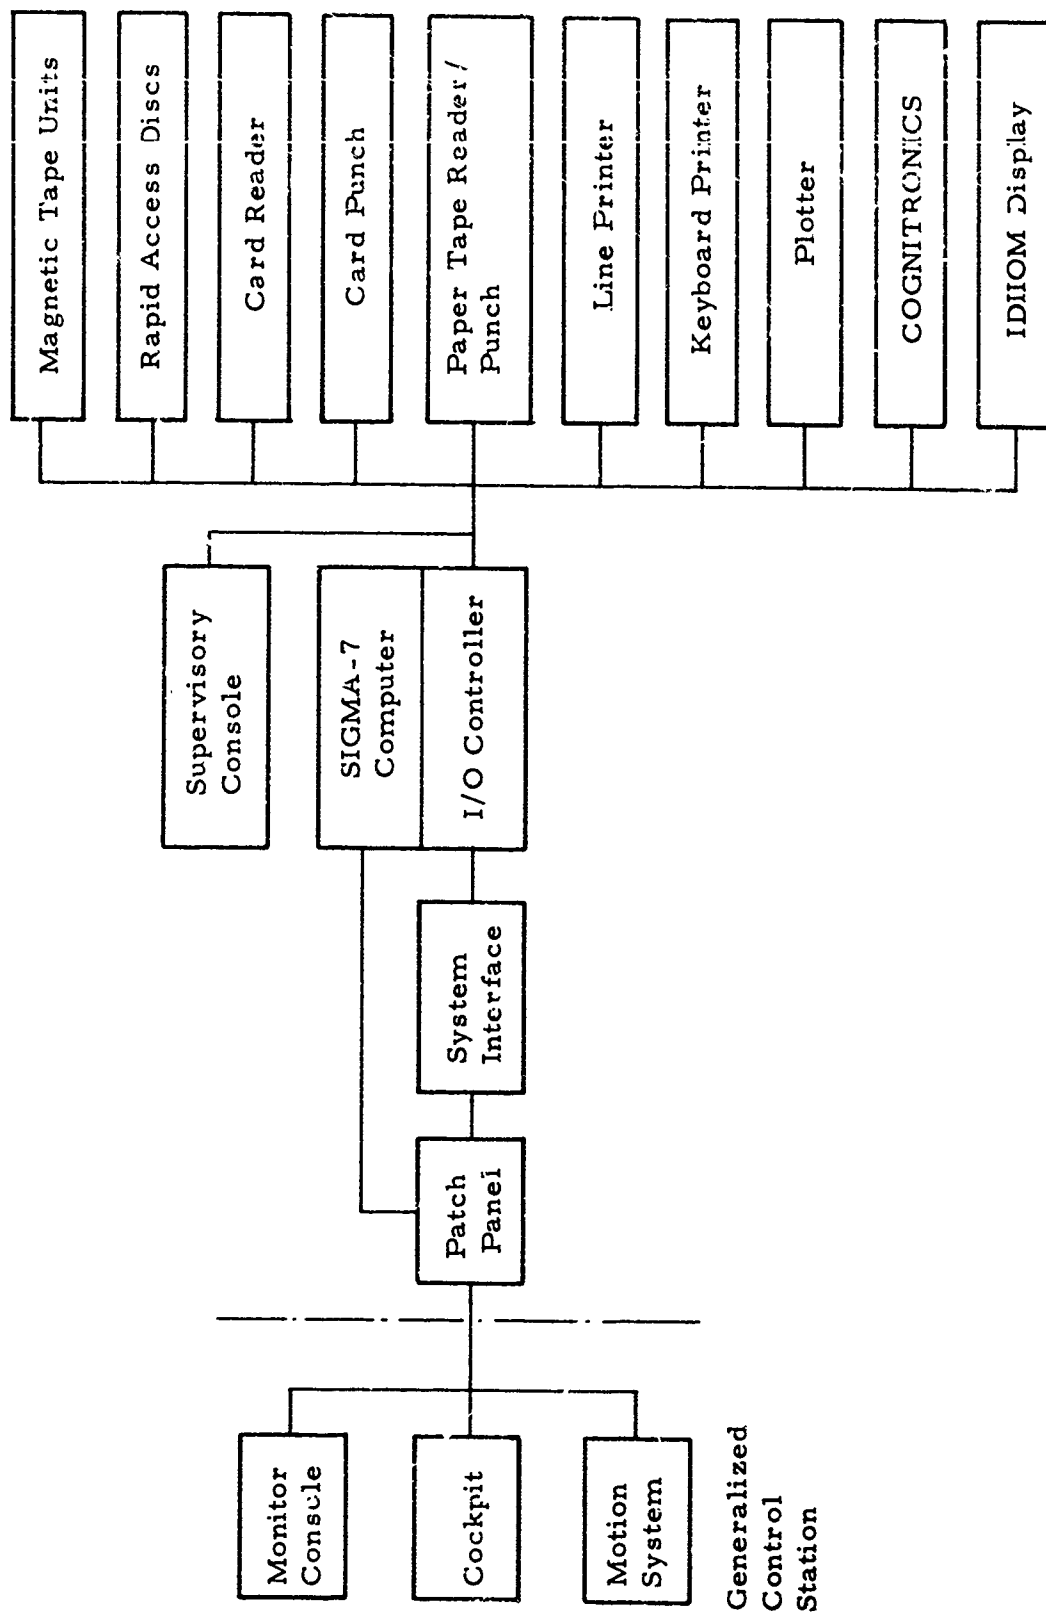 Magnetic Tape Units
Rapid Access Discs
Card Reader
Card Punch
Paper Tape Reader/
Punch
Line Printer
Keyboard Printer
Plotter
COGNITRONICS
IDIIOM Display
Supervisory
Console
SIGMA-7
Computer
I/O Controller
System
Interface
Patch
Panel
Monitor
Console
Cockpit
Motion
System
Generalized
Control
Station